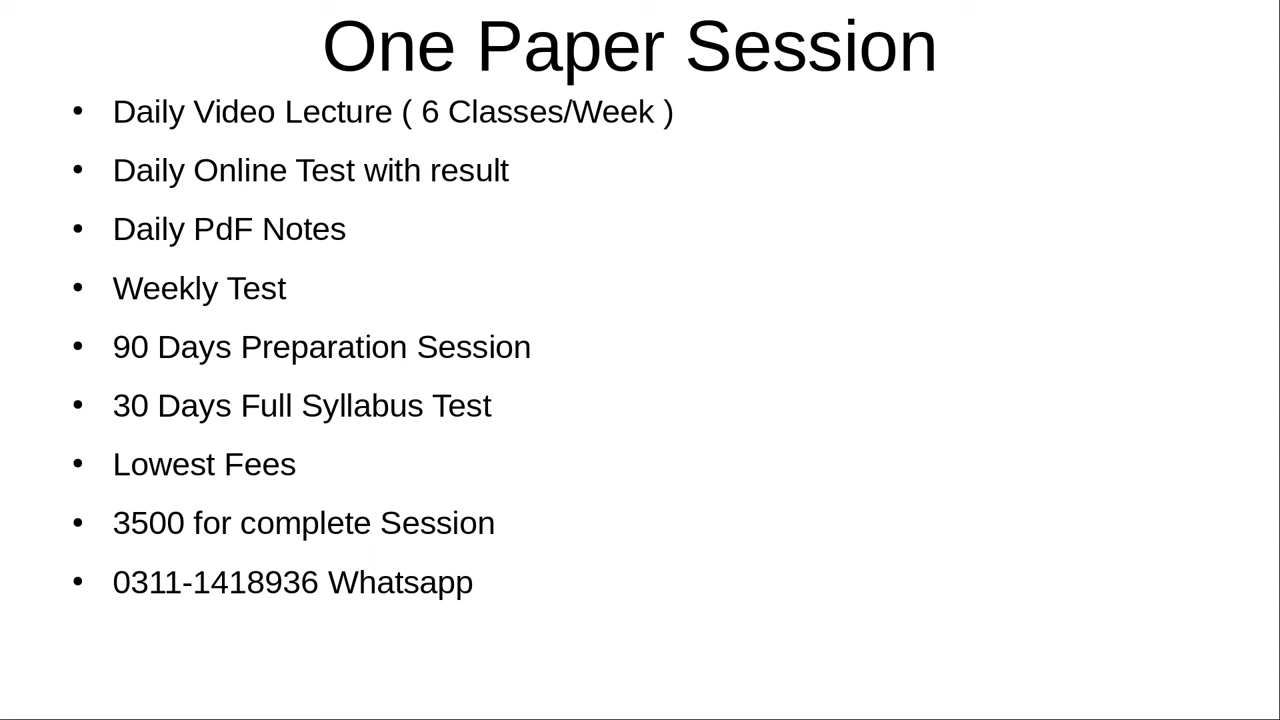 One Paper Session
• Daily Video Lecture ( 6 Classes/Week )
• Daily Online Test with result
• Daily PdF Notes
• Weekly Test
• 90 Days Preparation Session
• 30 Days Full Syllabus Test
• Lowest Fees
• 3500 for complete Session
• 0311-1418936 Whatsapp